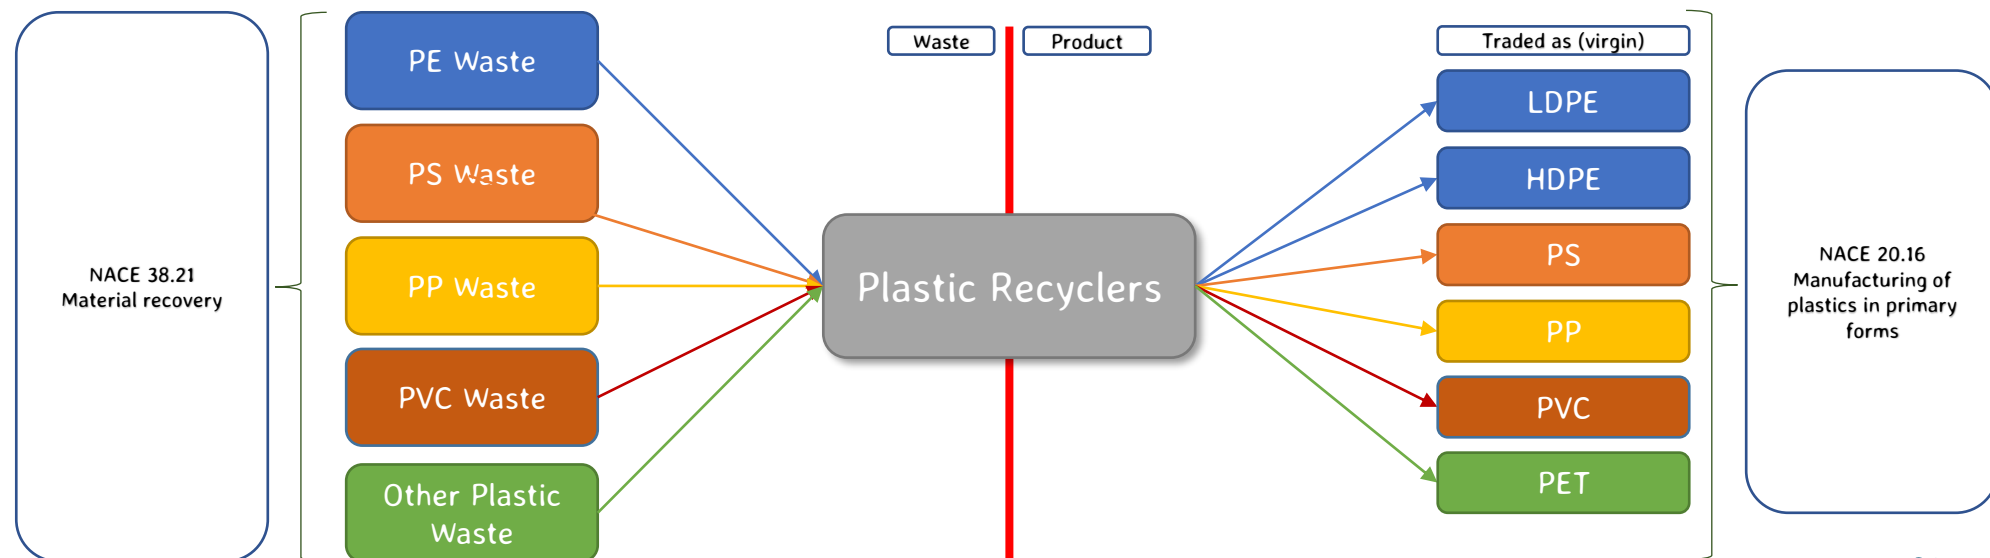 NACE 38.21
Material recovery
PE Waste
PS Waste
PP Waste
PVC Waste
Other Plastic
Waste
Waste
Product
Plastic Recyclers
Traded as (virgin)
LDPE
HDPE
PS
PP
PVC
PET
NACE 20.16
Manufacturing of
plastics in primary
forms